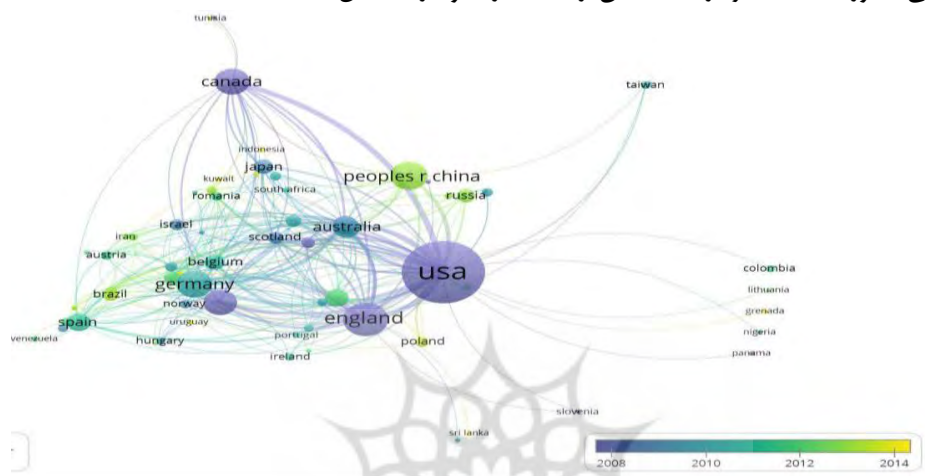 tunisia
canada
taiwan
indonesia
japan
peoples r china
kuwait
south africa
romania
russia
israel
australia
iran
scotland
austria
belgium
usa
colombia
germany
brazil
norway
lithuania
grenada
england
spain
uruguay
venezuela
hungary
portugal
poland
nigeria
ireland
panama
slovenia
sri lanka
2008
2010
2012
2014